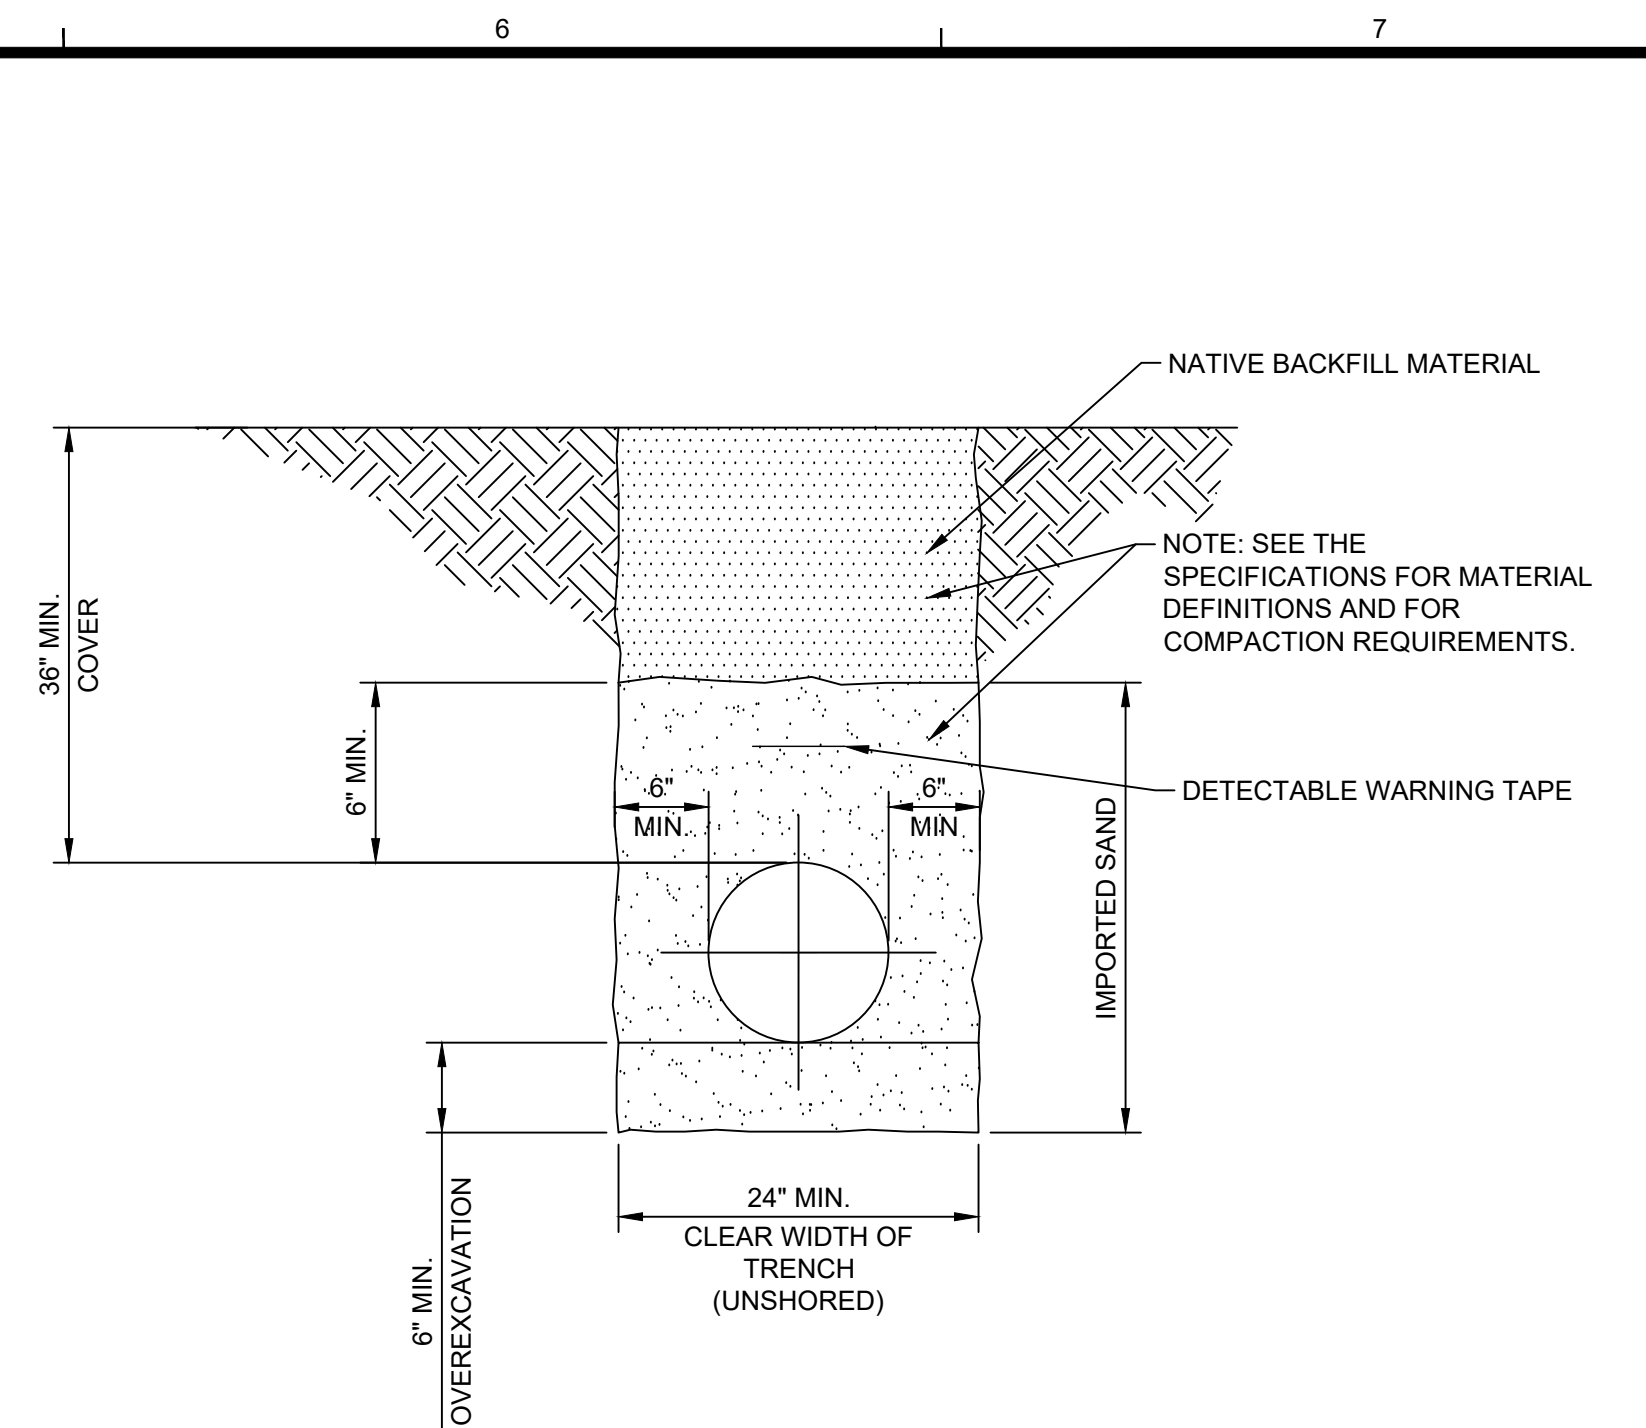 6
7
NATIVE BACKFILL MATERIAL
NOTE: SEE THE
SPECIFICATIONS FOR MATERIAL
DEFINITIONS AND FOR
COMPACTION REQUIREMENTS.
36" MIN.
COVER
6" MIN.
6"
MIN.
6"
MIN.
DETECTABLE WARNING TAPE
IMPORTED SAND
24" MIN.
CLEAR WIDTH OF
TRENCH
(UNSHORED)
6" MIN.
OVEREXCAVATION